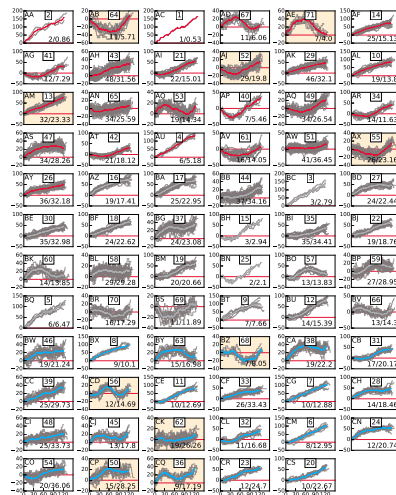 AA 2 2/0.86
AB 64 11/5.71
AC 1 1/0.53
AD 67 11/6.06
AE 71 7/4.0
AF 14 25/15.13
AG 41 12/7.29
AH 43
AI 21 22/15.01
AJ 52 29/19.8
AK 29 46/32.1
AL 10 19/13.8
AM 13 32/23.33
AN 65 34/25.59
AO 53 19/14.34
AP 40 7/5.46
AQ 49 34/26.54
AR 34
AS 47 34/28.26
AT 42 21/18.12
AU 4 6/5.18
AV 61 16/14.05
AW 51 41/36.45
AX 55 26/23.16
AY 26 36/32.18
AZ 16 19/17.41
BA 17 25/22.95
BB 44 37/34.16
BC 3 3/2.79
BD 27 24/22.44
BE 30 35/32.98
BF 18 24/22.62
BG 37 24/23.08
BH 15 3/2.94
BI 35 35/34.41
BJ 22 19/18.76
BK 60 14/13.85
BL 58 29/29.28
BM 19 20/20.66
BN 25 2/2.1
BO 57 13/13.83
BP 59 27/28.95
BQ 5 6/6.47
BR 70 16/17.29
BS 69 11/11.89
BT 9 7/7.66
BU 12 14/15.39
BV 66
BW 46 19/21.24
BX 8 9/10.1
BY 63 15/16.98
BZ 68 7/8.05
CA 38 19/22.2
CB 31 17/20.17
CC 39 25/29.73
CD 56 12/14.69
CE 11 10/12.69
CF 33 26/33.43
CG 7 10/12.88
CH 28 14/18.46
CI 48 25/33.73
CJ 45 13/17.8
CK 62 19/26.26
CL 32 11/16.68
CM 6 8/12.95
CN 24 12/20.74
CO 54 20/36.06
CP 50 15/28.25
CQ 36 9/17.19
CR 23 12/24.7
CS 20 10/22.67